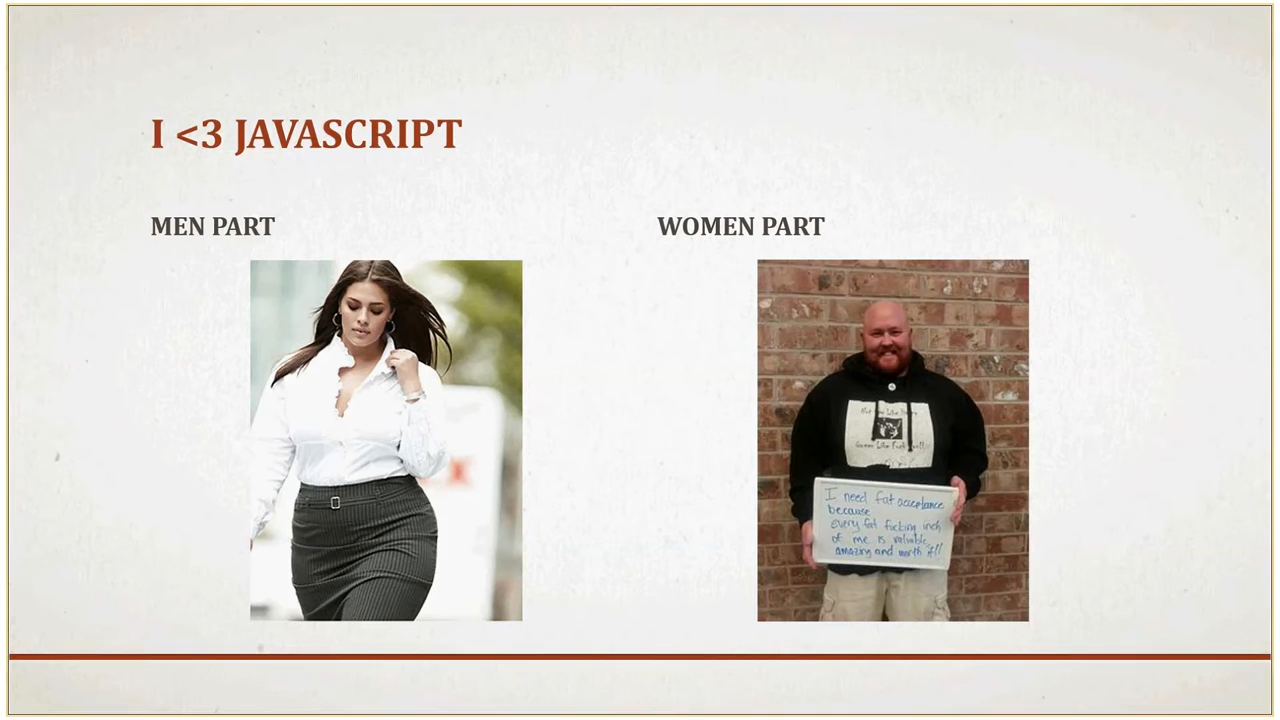 I <3 JAVASCRIPT
MEN PART
WOMEN PART
I need fat acceptance
because
every fat fucking inch
of me is valuable,
amazing and worth it!!